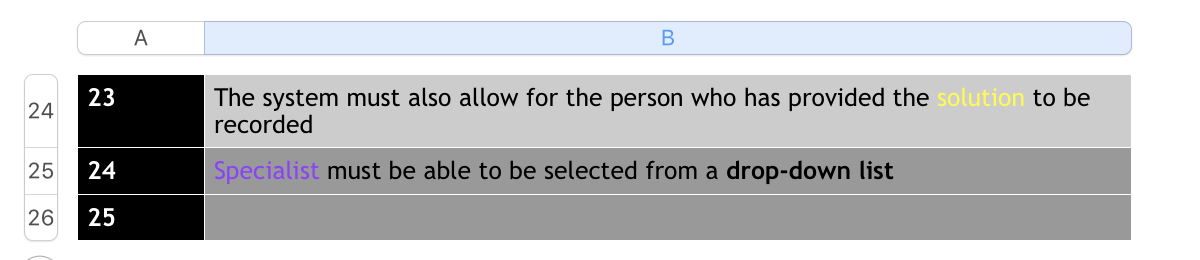 A B
24 23 The system must also allow for the person who has provided the solution to be
recorded
25 24 Specialist must be able to be selected from a drop-down list
26 25